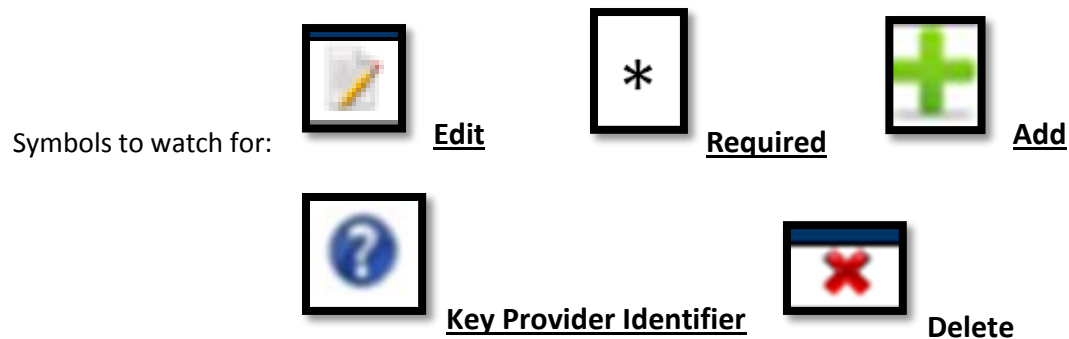 Symbols to watch for: Edit * Required Add
? Key Provider Identifier Delete